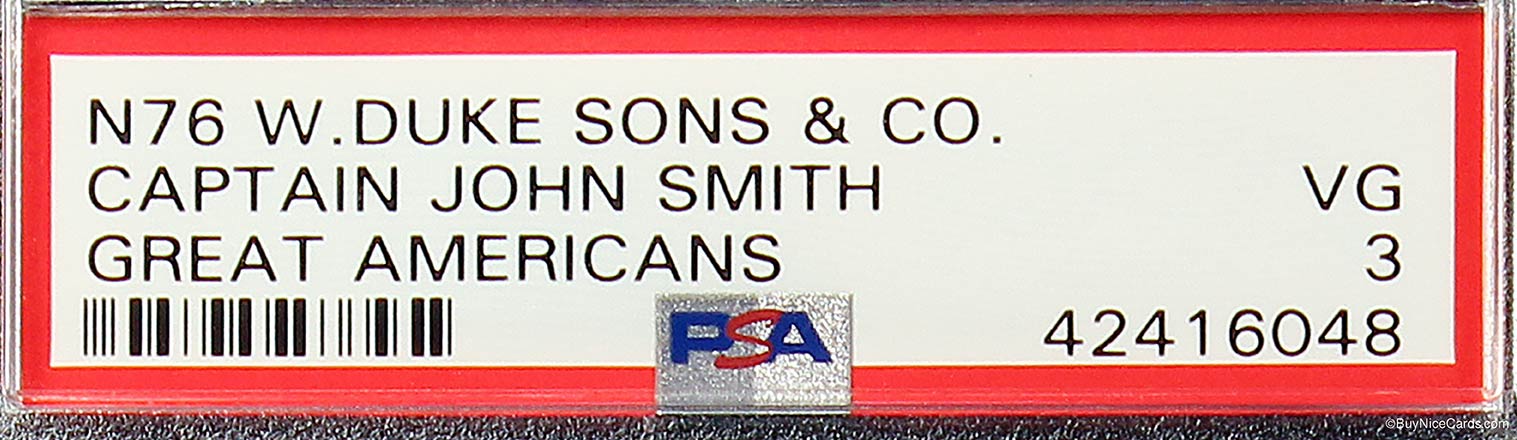 N76 W.DUKE SONS & CO.
CAPTAIN JOHN SMITH VG
GREAT AMERICANS 3
PSA 42416048
©BuyNiceCards.com